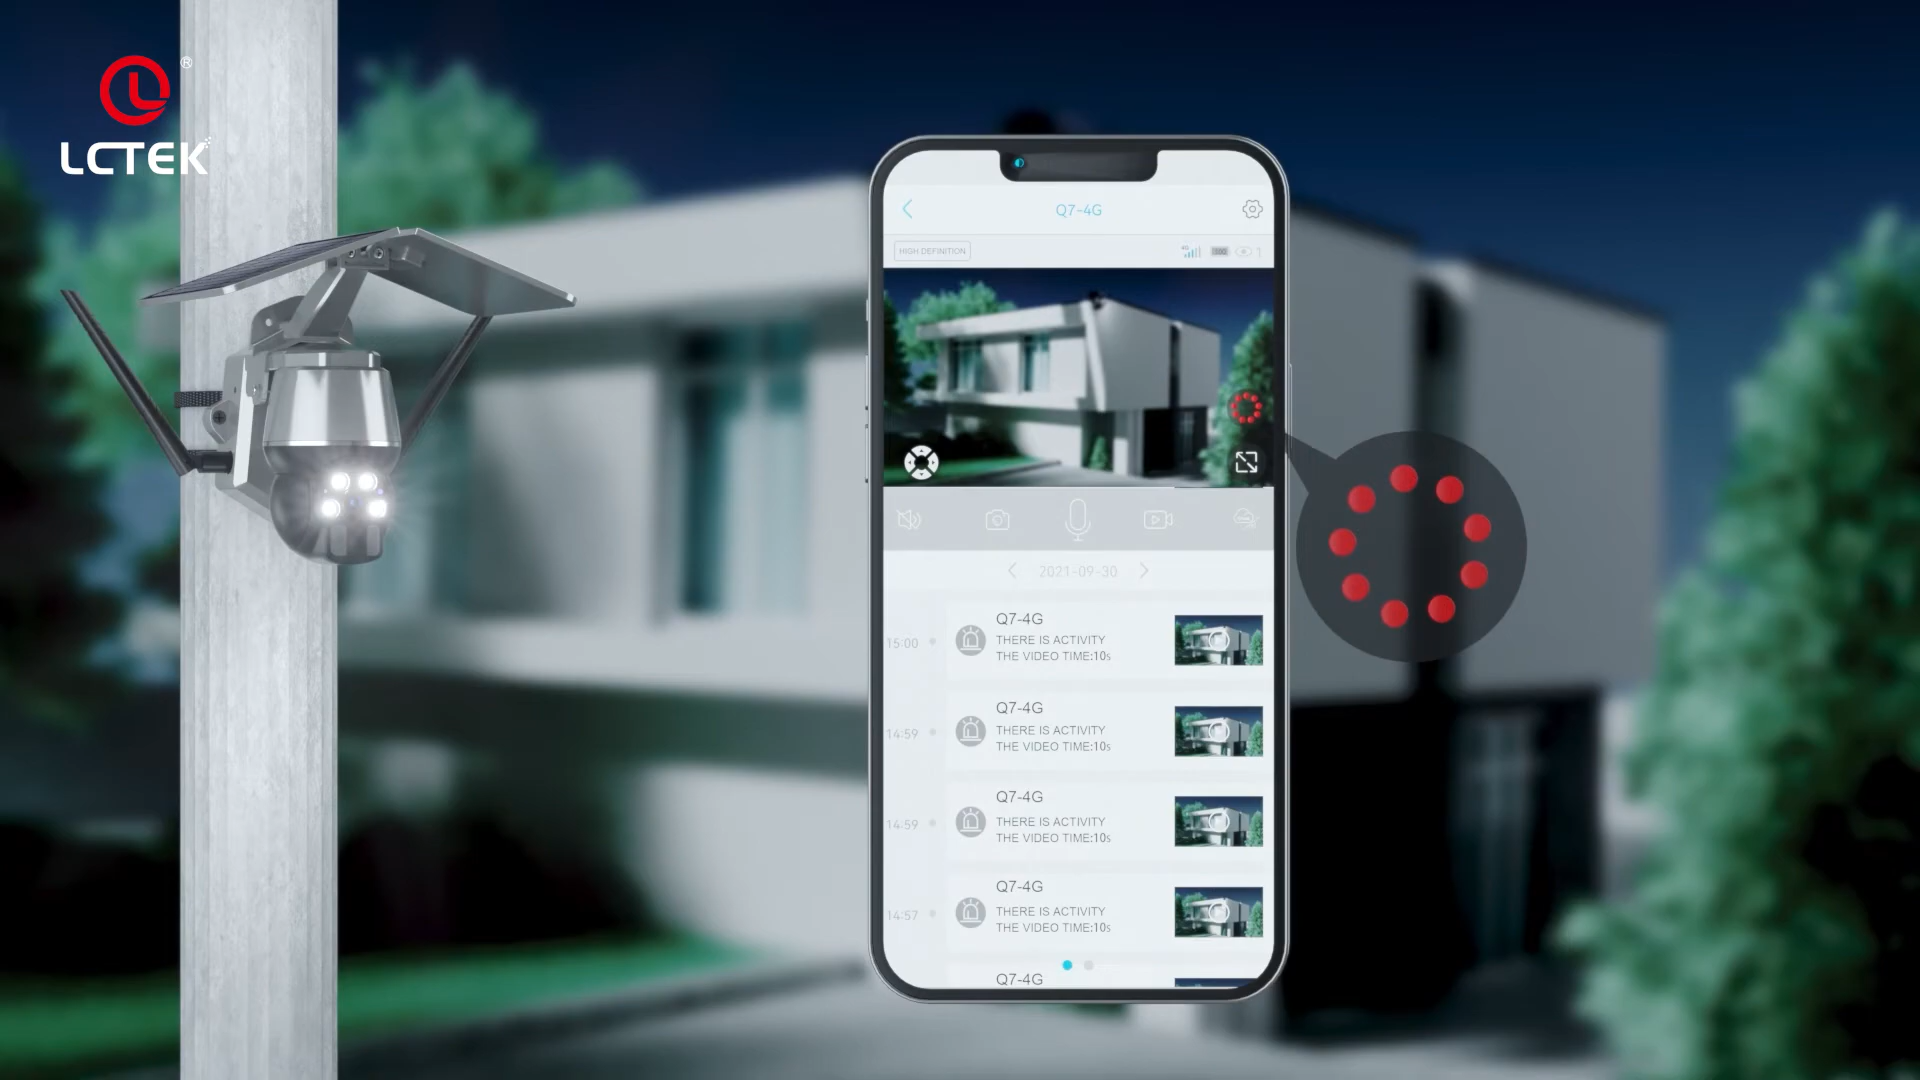 ®
LCTEK
Q7-4G
HIGH DEFINITION
1
2021-09-30
15:00
Q7-4G
THERE IS ACTIVITY
THE VIDEO TIME:10s
14:59
Q7-4G
THERE IS ACTIVITY
THE VIDEO TIME:10s
14:59
Q7-4G
THERE IS ACTIVITY
THE VIDEO TIME:10s
14:57
Q7-4G
THERE IS ACTIVITY
THE VIDEO TIME:10s
Q7-4G